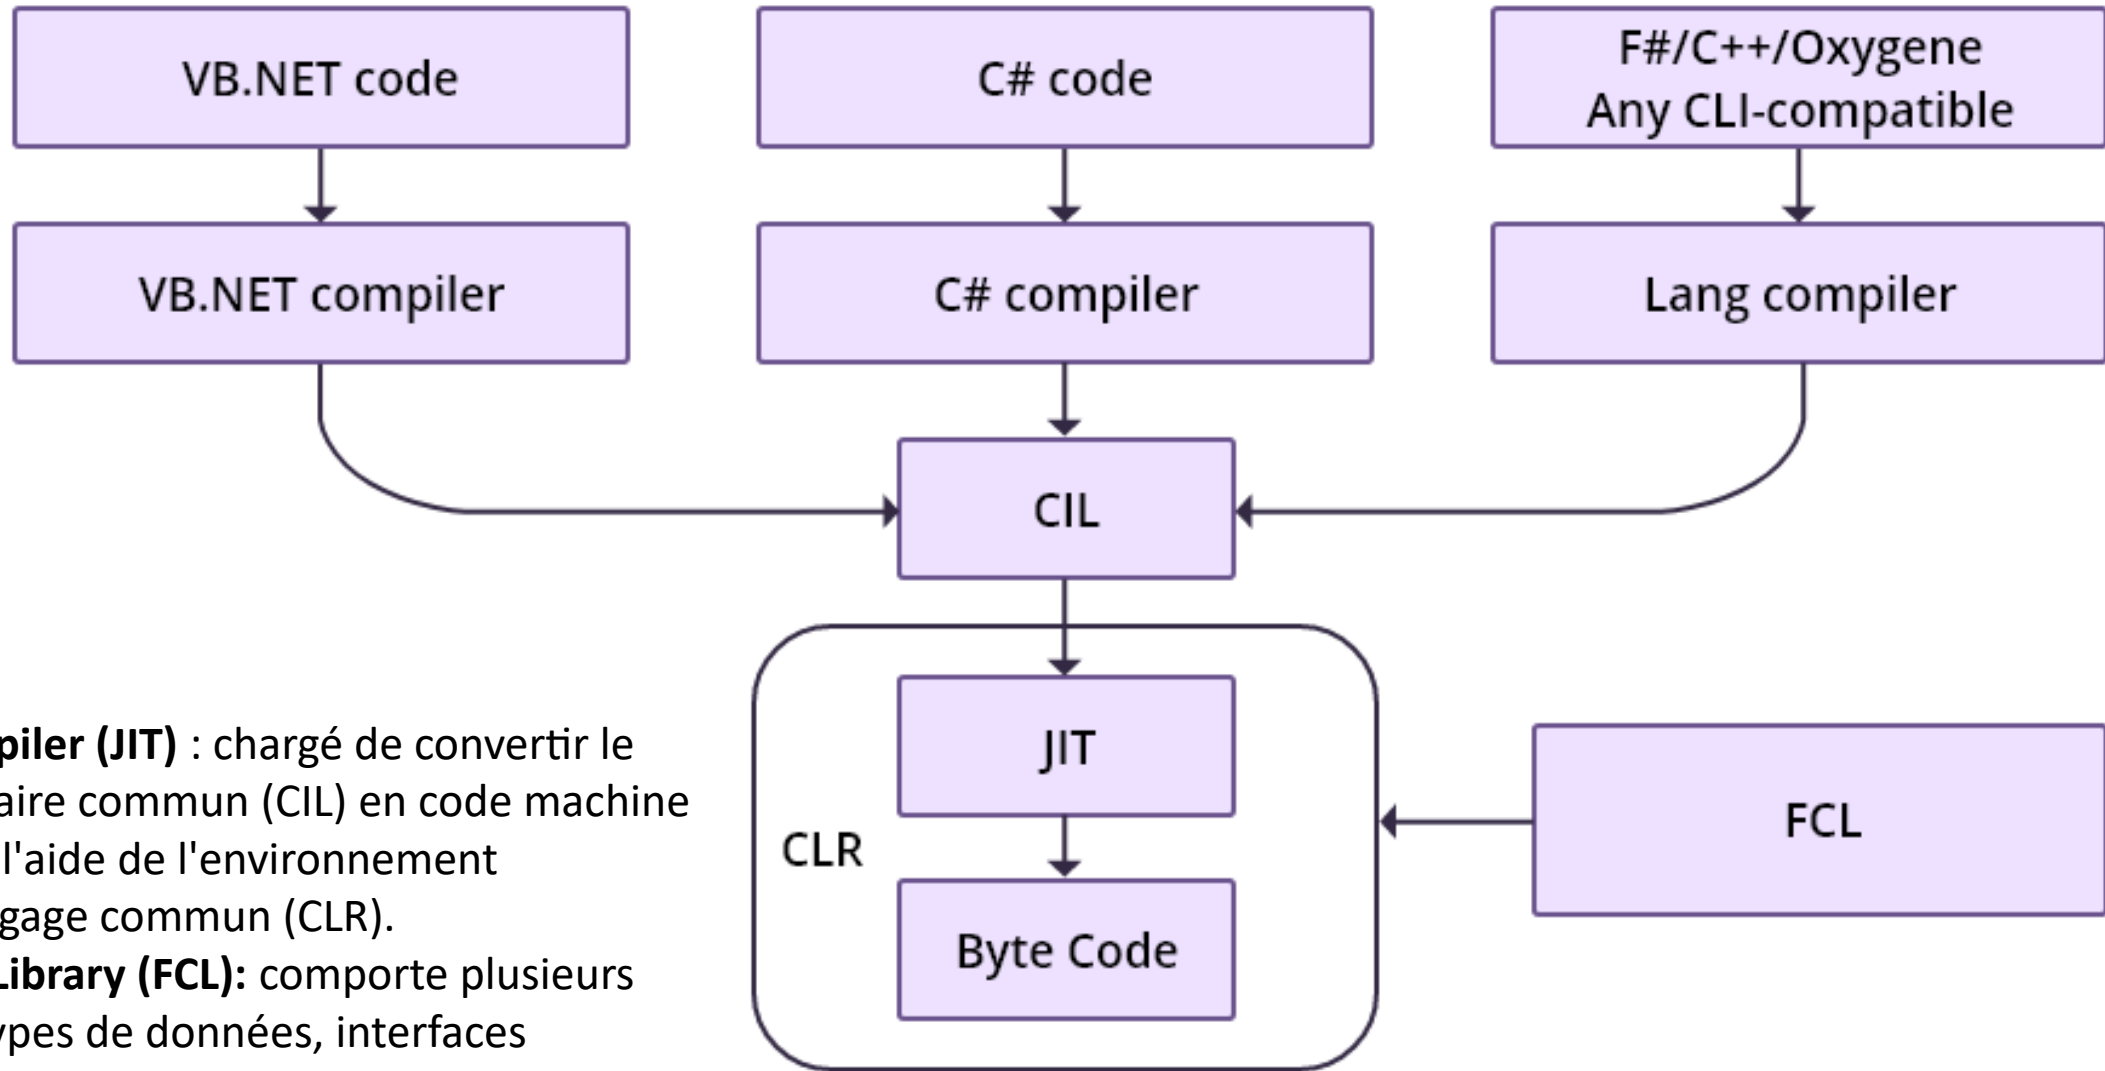 VB.NET code
C# code
F#/C++/Oxygene
Any CLI-compatible
VB.NET compiler
C# compiler
Lang compiler
CIL
JIT
CLR
Byte Code
FCL
piler (JIT) : chargé de convertir le
aire commun (CIL) en code machine
l'aide de l'environnement
gage commun (CLR).
Library (FCL): comporte plusieurs
ypes de données, interfaces